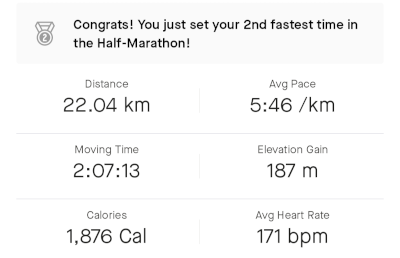 2
Congrats! You just set your 2nd fastest time in
the Half-Marathon!
Distance
Avg Pace
22.04 km
5:46 /km
Moving Time
Elevation Gain
2:07:13
187 m
Calories
Avg Heart Rate
1,876 Cal
171 bpm